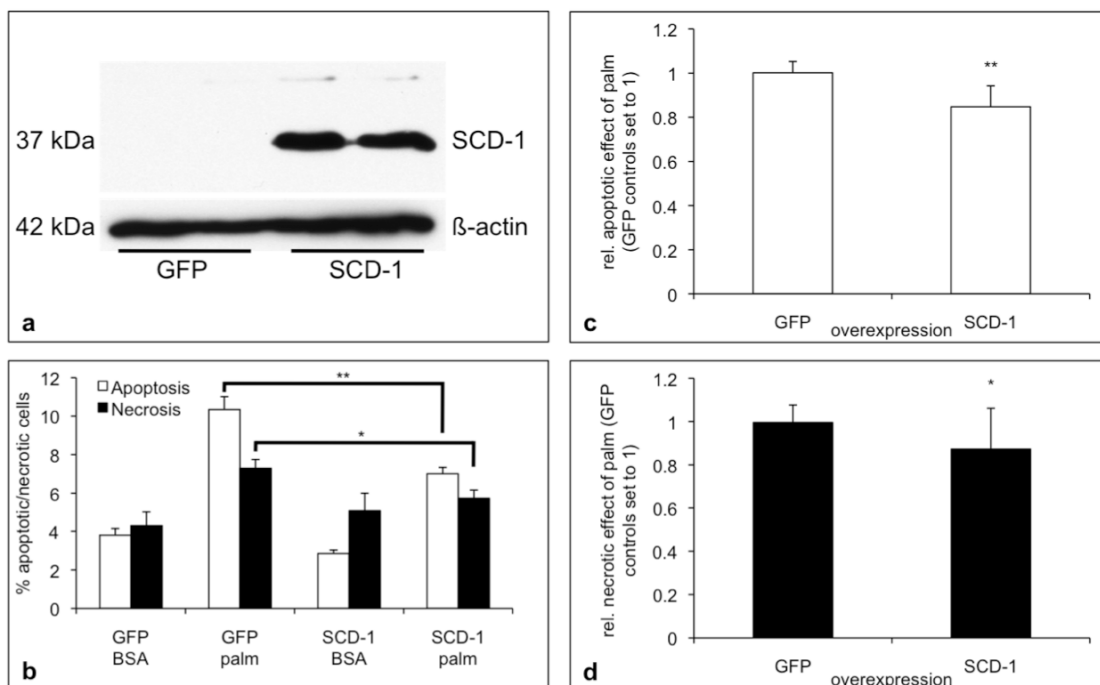 37 kDa
SCD-1
42 kDa
ß-actin
GFP
SCD-1
a
rel. apoptotic effect of palm
(GFP controls set to 1)
1.2
1
0.8
0.6
0.4
0.2
0
**
GFP
overexpression
SCD-1
c
% apoptotic/necrotic cells
12
10
8
6
4
2
0
Apoptosis
Necrosis
**
*
GFP
BSA
GFP
palm
SCD-1
BSA
SCD-1
palm
b
rel. necrotic effect of palm (GFP
controls set to 1)
1.2
1
0.8
0.6
0.4
0.2
0
*
GFP
overexpression
SCD-1
d